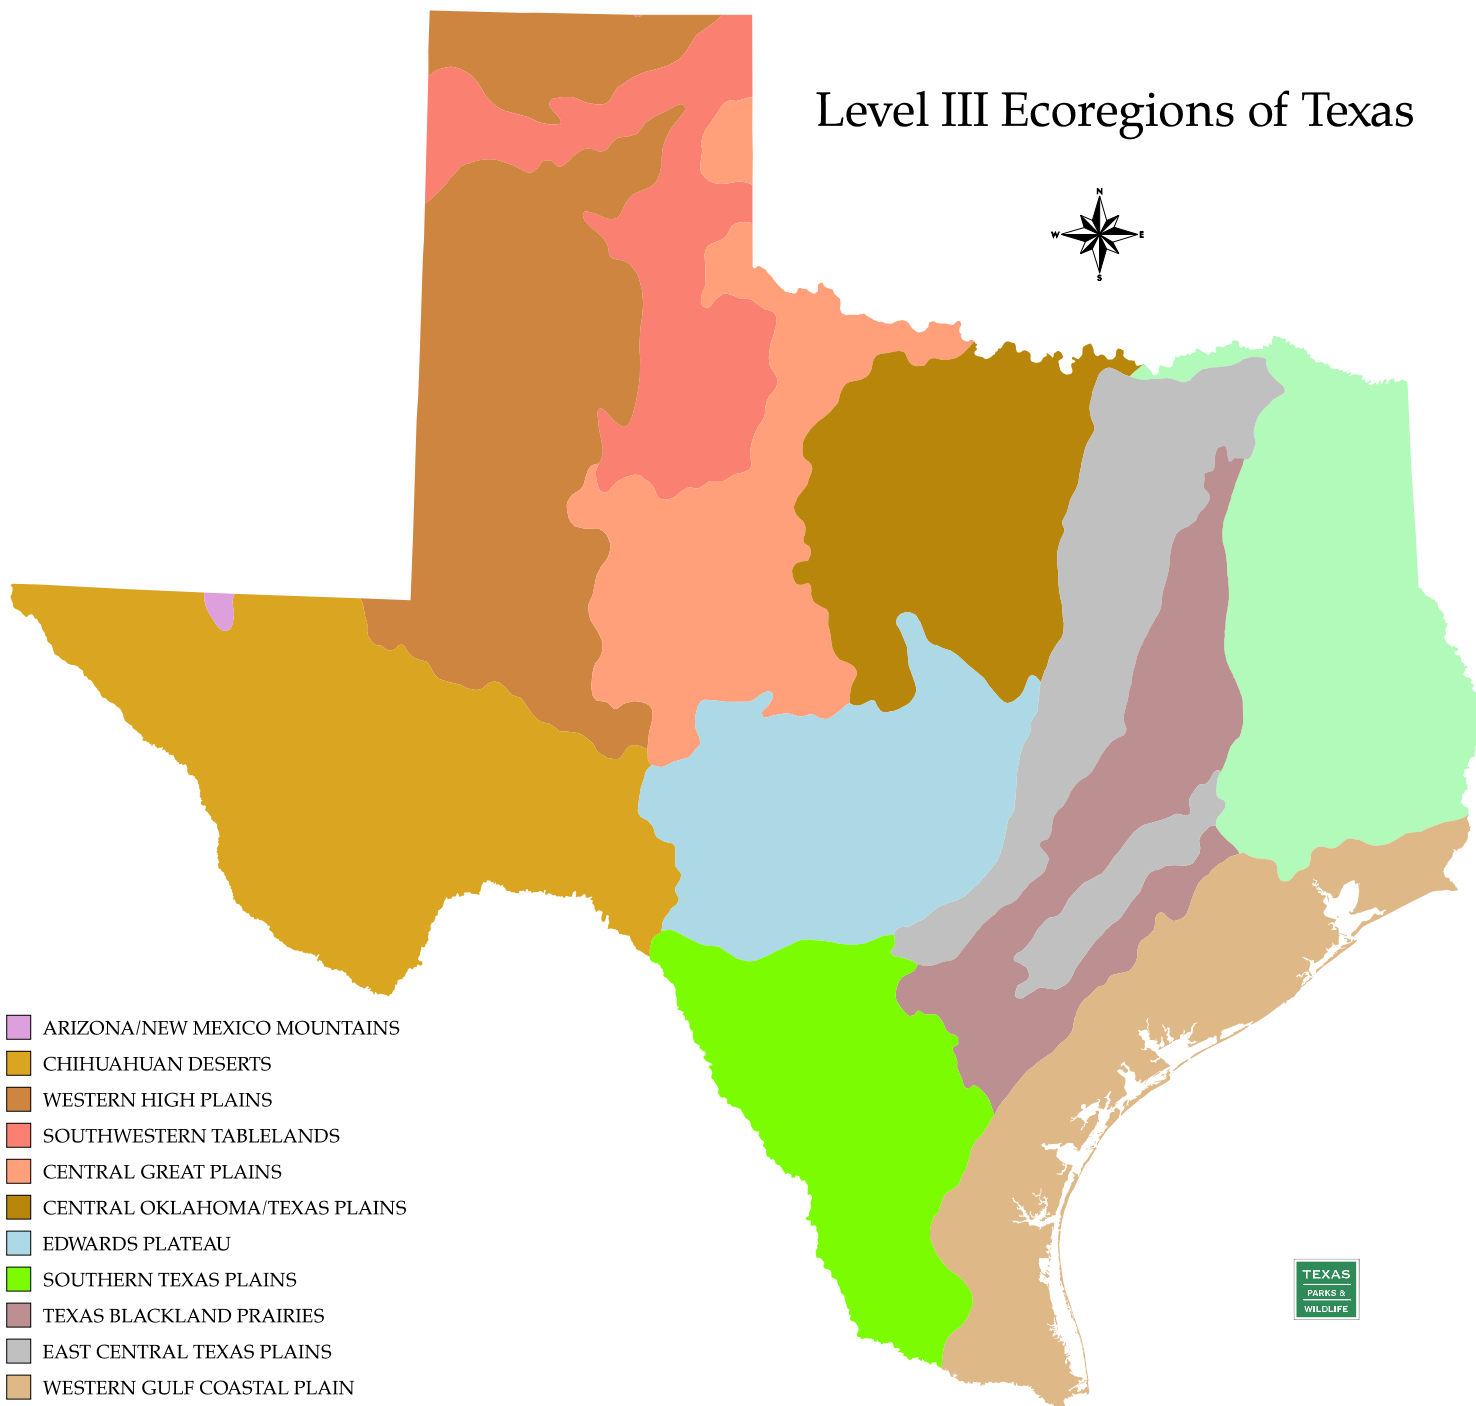 Level III Ecoregions of Texas
N
W E
S
ARIZONA/NEW MEXICO MOUNTAINS
CHIHUAHUAN DESERTS
WESTERN HIGH PLAINS
SOUTHWESTERN TABLELANDS
CENTRAL GREAT PLAINS
CENTRAL OKLAHOMA/TEXAS PLAINS
EDWARDS PLATEAU
SOUTHERN TEXAS PLAINS
TEXAS BLACKLAND PRAIRIES
EAST CENTRAL TEXAS PLAINS
WESTERN GULF COASTAL PLAIN
TEXAS
PARKS &
WILDLIFE